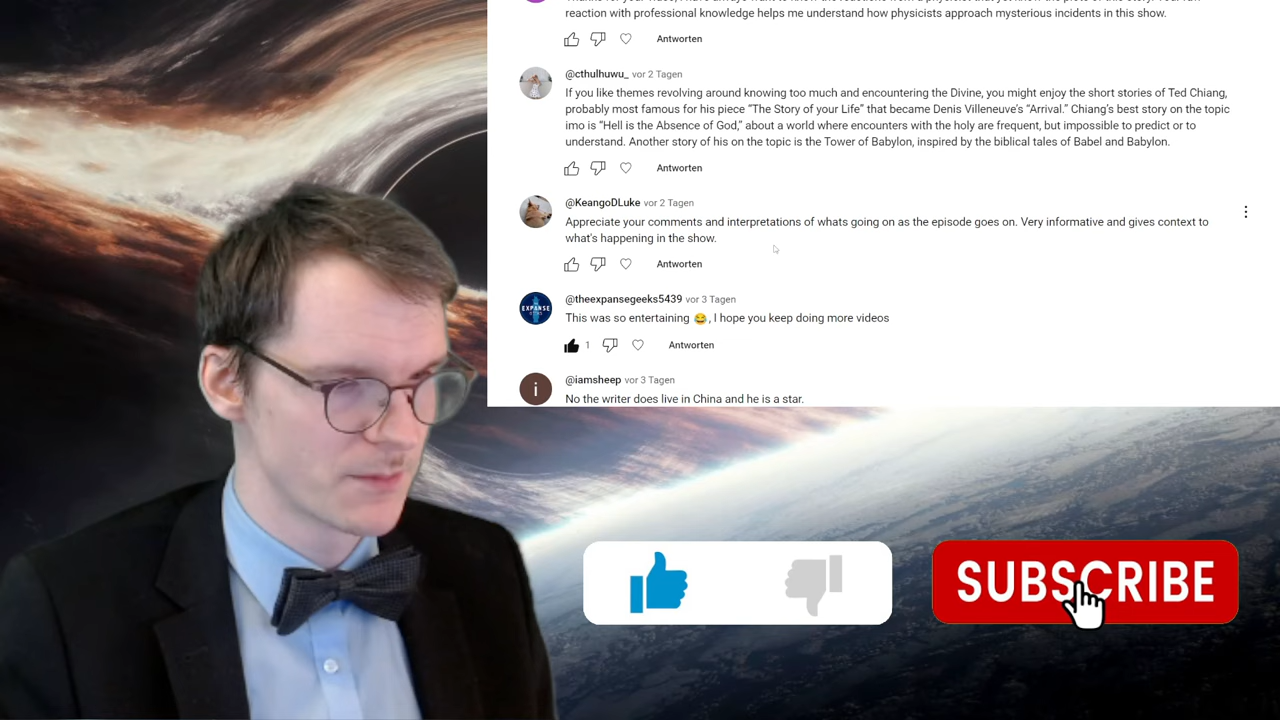 reaction with professional knowledge helps me understand how physicists approach mysterious incidents in this show.
Antworten
@cthulhuwu_ vor 2 Tagen
If you like themes revolving around knowing too much and encountering the Divine, you might enjoy the short stories of Ted Chiang,
probably most famous for his piece “The Story of your Life” that became Denis Villeneuve’s “Arrival.” Chiang’s best story on the topic
imo is “Hell is the Absence of God,” about a world where encounters with the holy are frequent, but impossible to predict or to
understand. Another story of his on the topic is the Tower of Babylon, inspired by the biblical tales of Babel and Babylon.
Antworten
@KeangoDLuke vor 2 Tagen
Appreciate your comments and interpretations of whats going on as the episode goes on. Very informative and gives context to
what's happening in the show.
Antworten
@theexpansegeeks5439 vor 3 Tagen
EXPANSE
This was so entertaining 😂, I hope you keep doing more videos
1 Antworten
i
@iamsheep vor 3 Tagen
No the writer does live in China and he is a star.
SUBSCRIBE